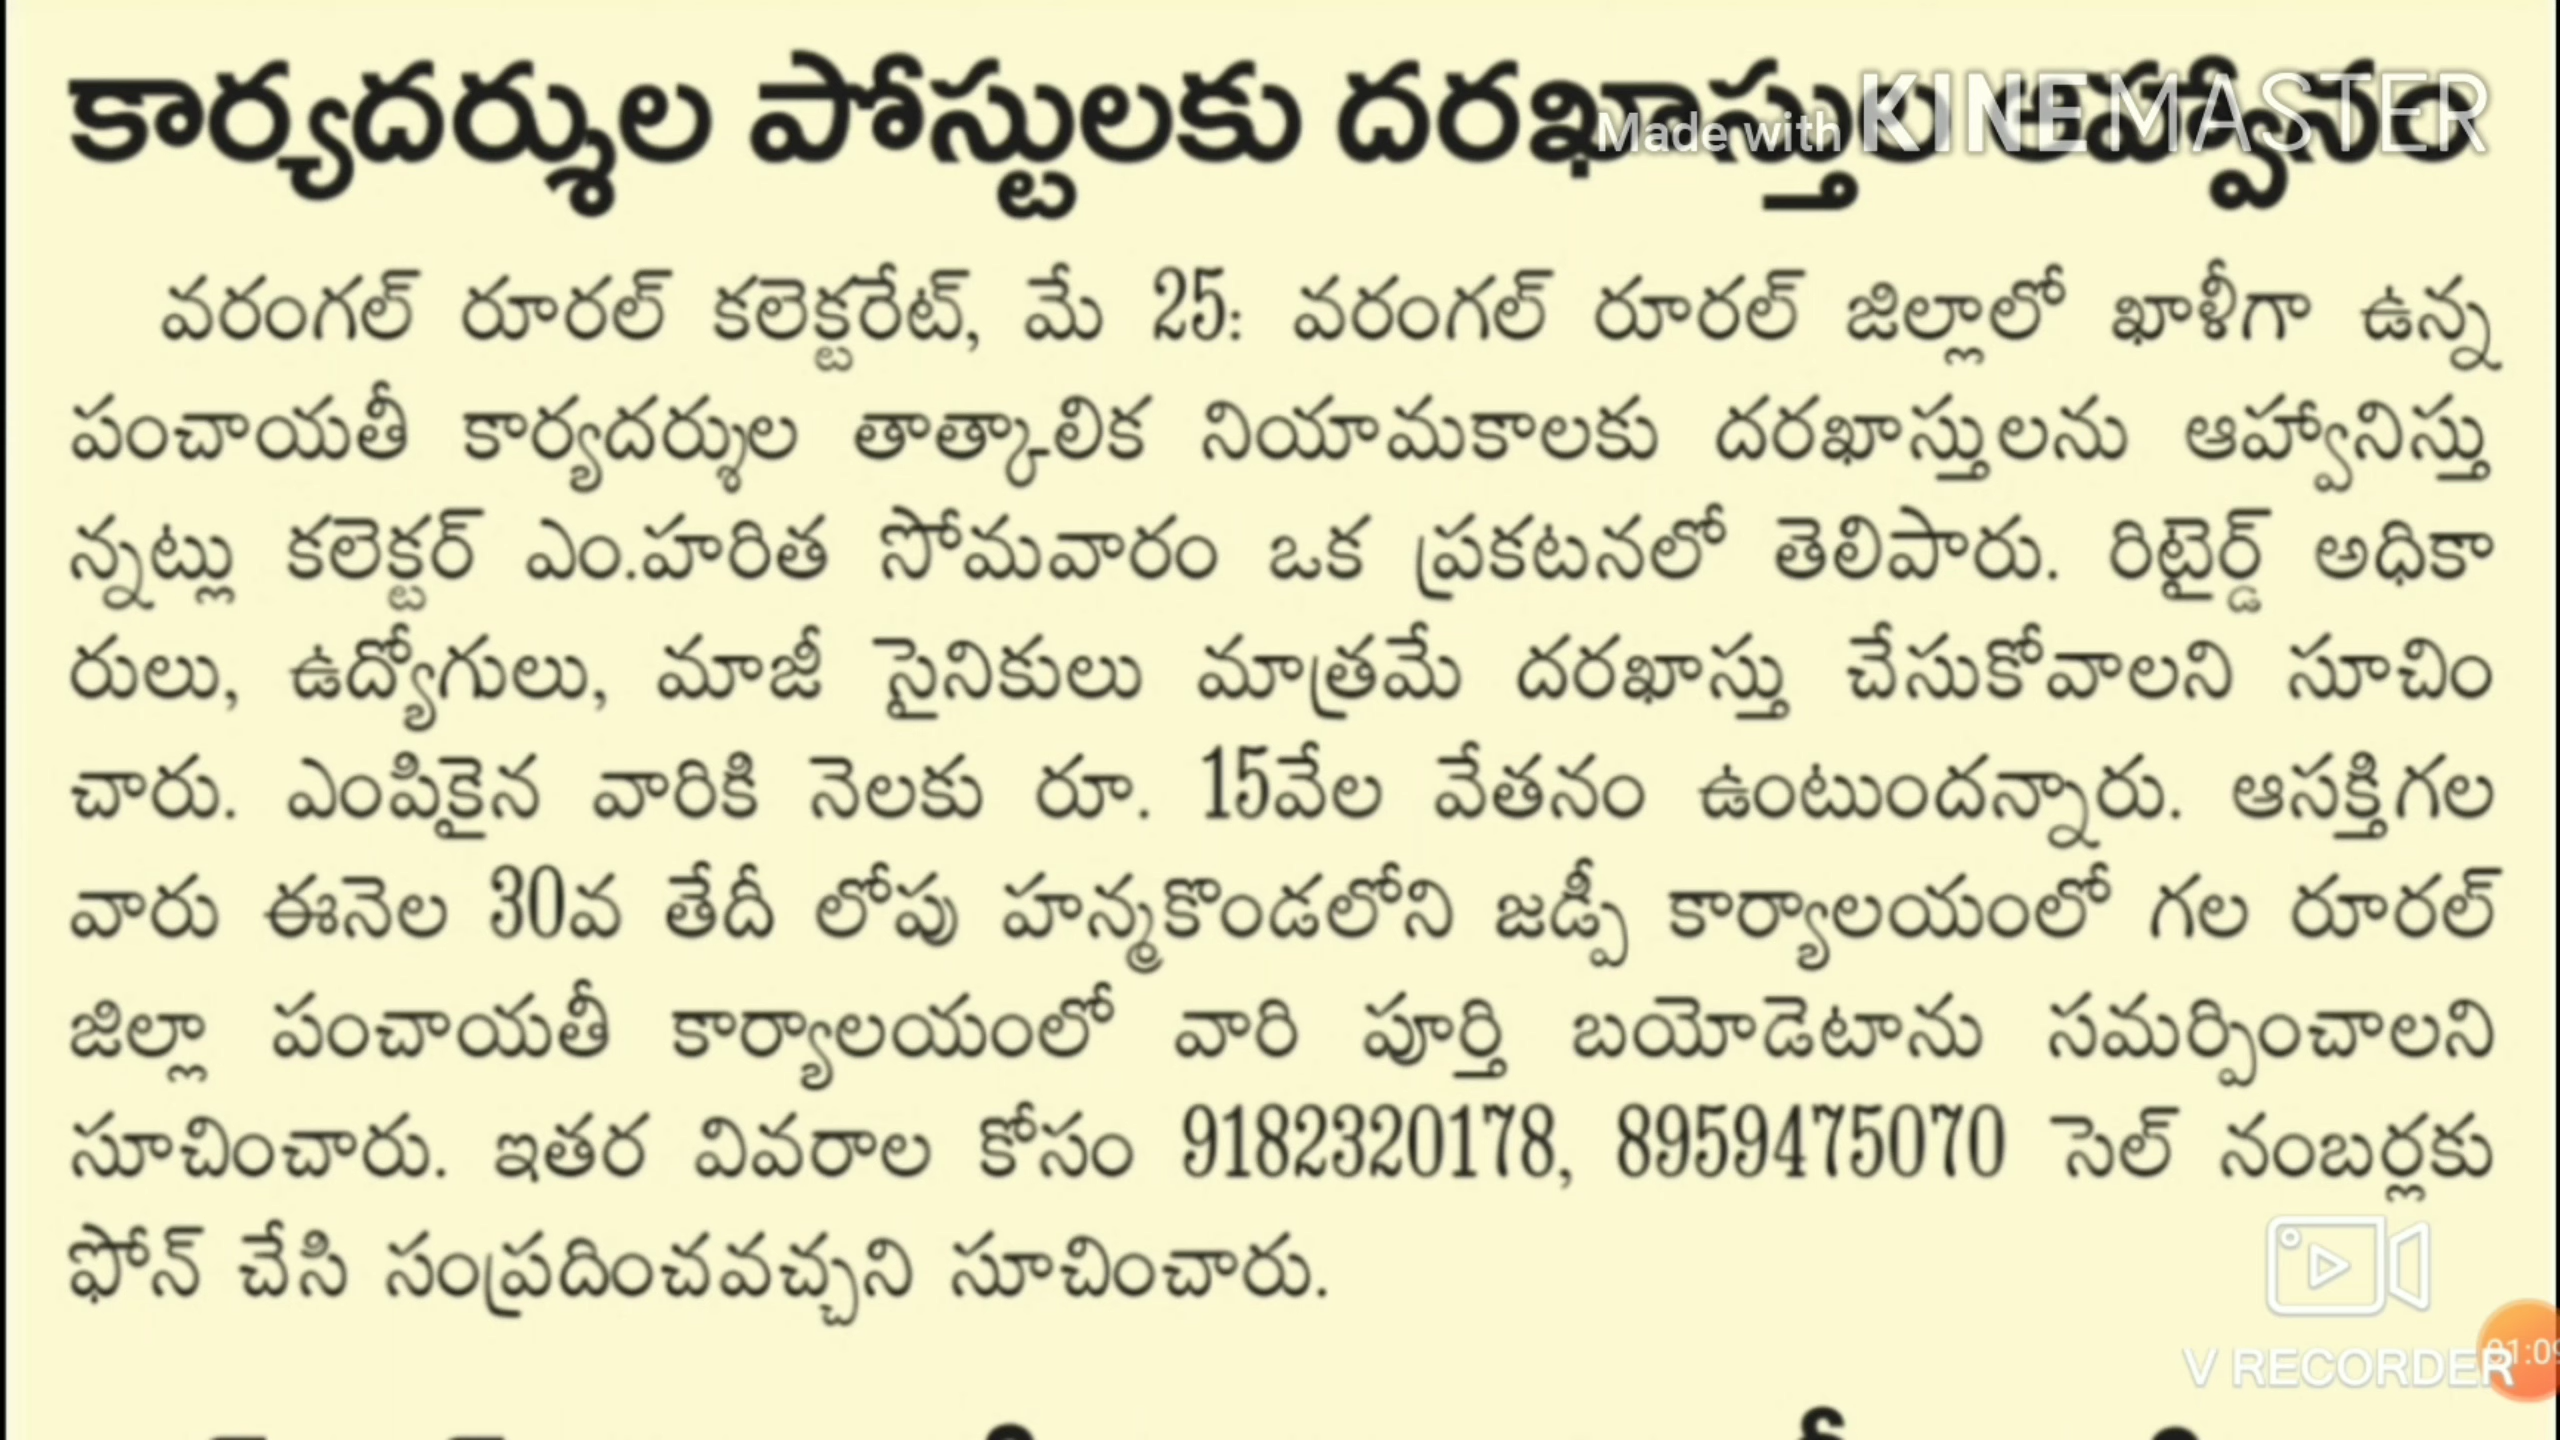 కార్యదర్శుల పోస్టులకు దరఖాస్తుల ఆహ్వానం
Made with KINEMASTER
వరంగల్ రూరల్ కలెక్టరేట్, మే 25: వరంగల్ రూరల్ జిల్లాలో ఖాళీగా ఉన్న
పంచాయతీ కార్యదర్శుల తాత్కాలిక నియామకాలకు దరఖాస్తులను ఆహ్వానిస్తు
న్నట్లు కలెక్టర్ ఎం.హరిత సోమవారం ఒక ప్రకటనలో తెలిపారు. రిటైర్డ్ అధికా
రులు, ఉద్యోగులు, మాజీ సైనికులు మాత్రమే దరఖాస్తు చేసుకోవాలని సూచిం
చారు. ఎంపికైన వారికి నెలకు రూ. 15వేల వేతనం ఉంటుందన్నారు. ఆసక్తిగల
వారు ఈనెల 30వ తేదీ లోపు హన్మకొండలోని జడ్పీ కార్యాలయంలో గల రూరల్
జిల్లా పంచాయతీ కార్యాలయంలో వారి పూర్తి బయోడెటాను సమర్పించాలని
సూచించారు. ఇతర వివరాల కోసం 9182320178, 8959475070 సెల్ నంబర్లకు
ఫోన్ చేసి సంప్రదించవచ్చని సూచించారు.
V RECORDER
01:09